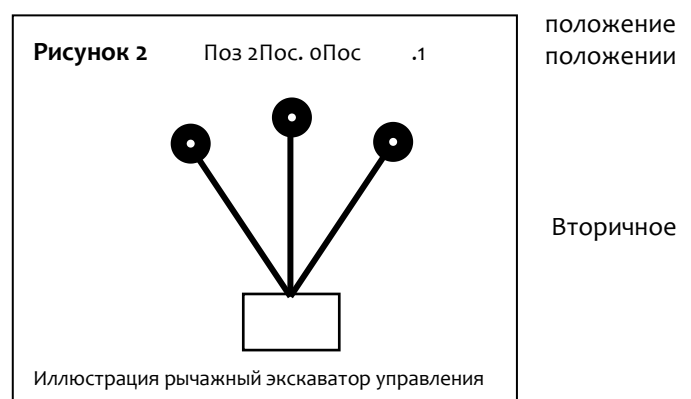 положение
положении
Рисунок 2 Поз 2Пос. 0Пос .1
Вторичное
Иллюстрация рычажный экскаватор управления